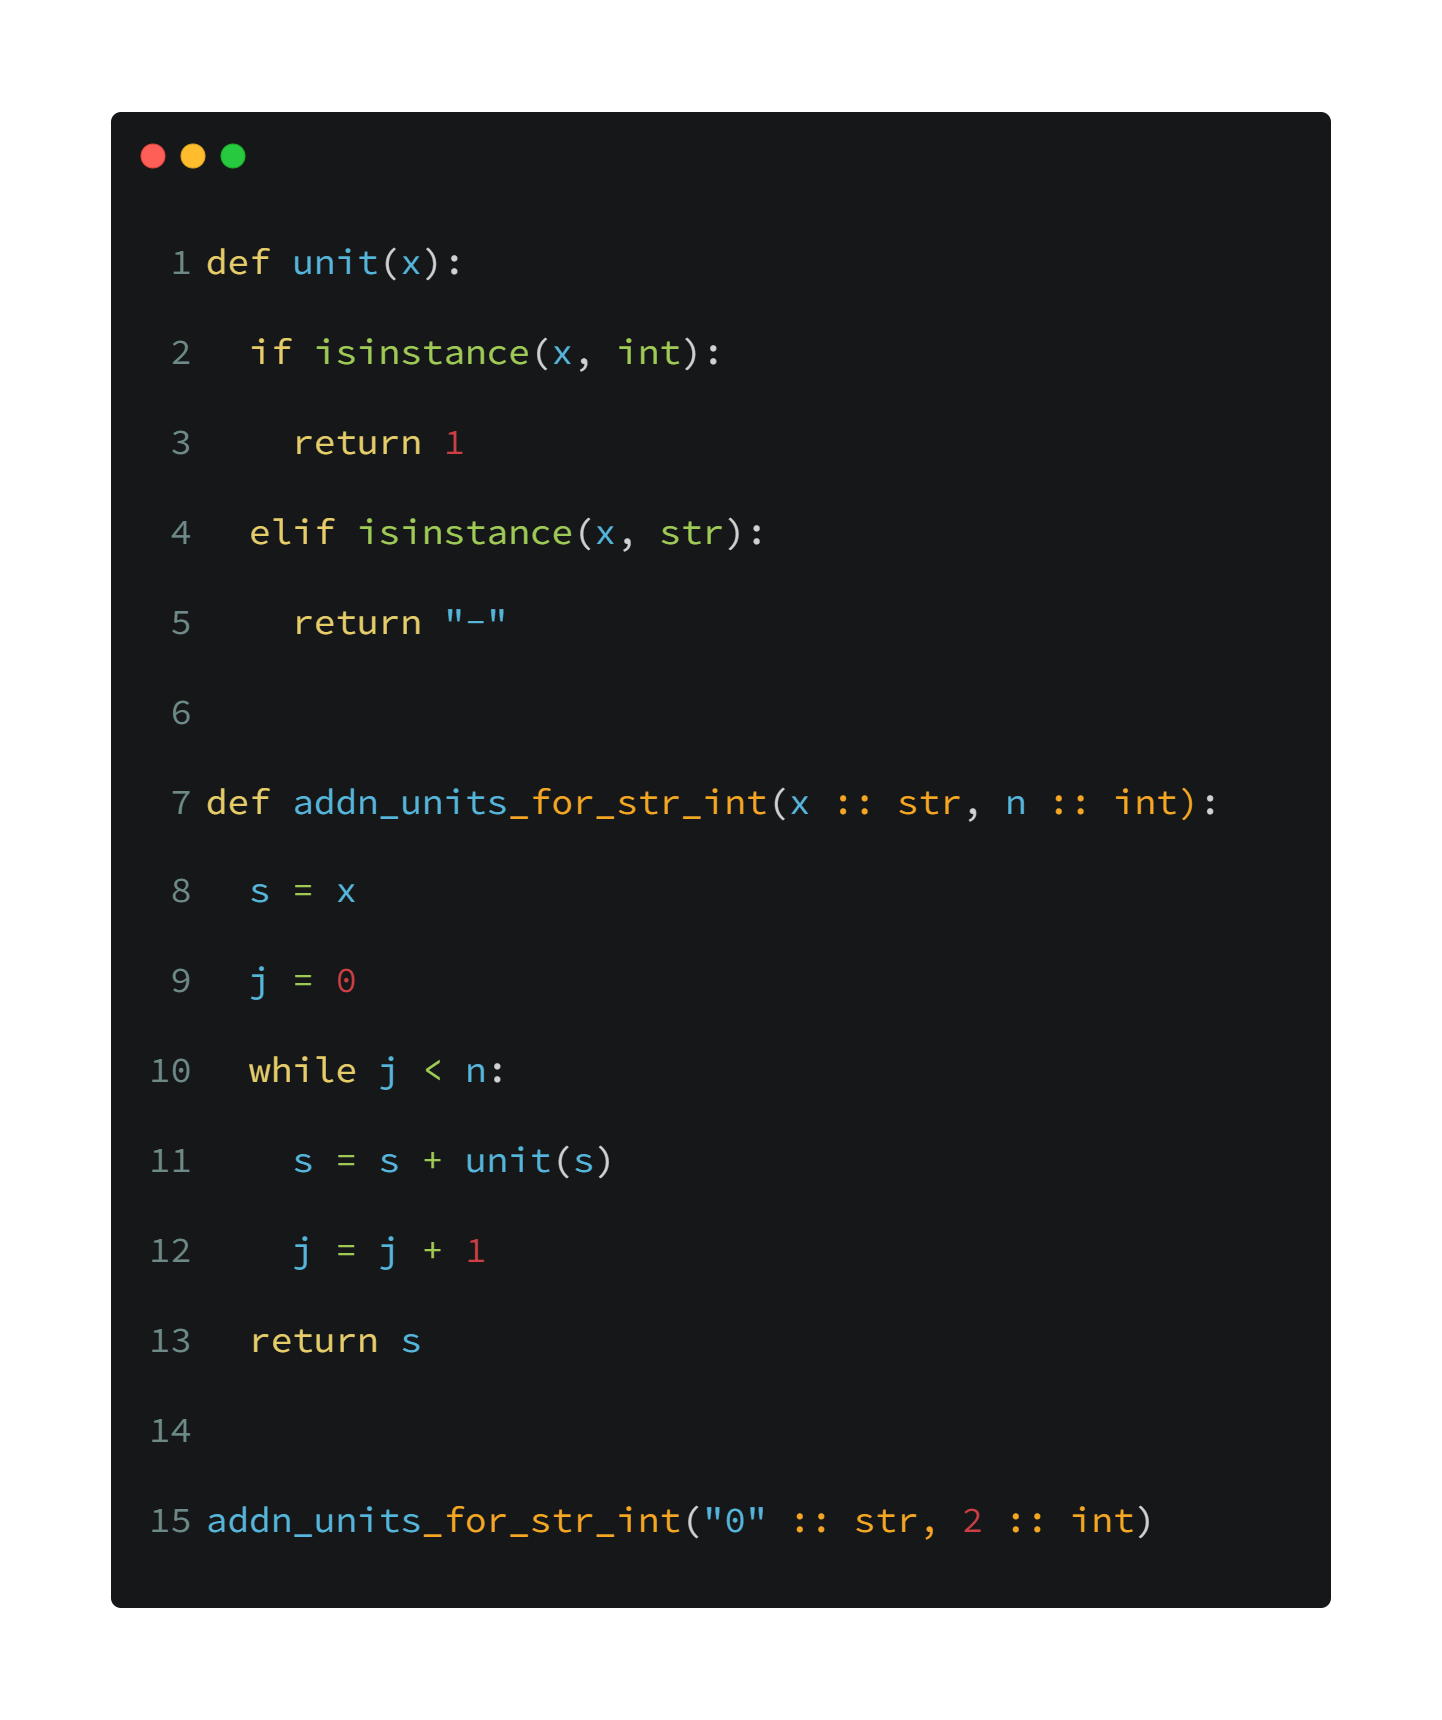 1 def unit(x):
2   if isinstance(x, int):
3     return 1
4   elif isinstance(x, str):
5     return "-"
6
7 def addn_units_for_str_int(x :: str, n :: int):
8   s = x
9   j = 0
10   while j < n:
11     s = s + unit(s)
12     j = j + 1
13   return s
14
15 addn_units_for_str_int("0" :: str, 2 :: int)